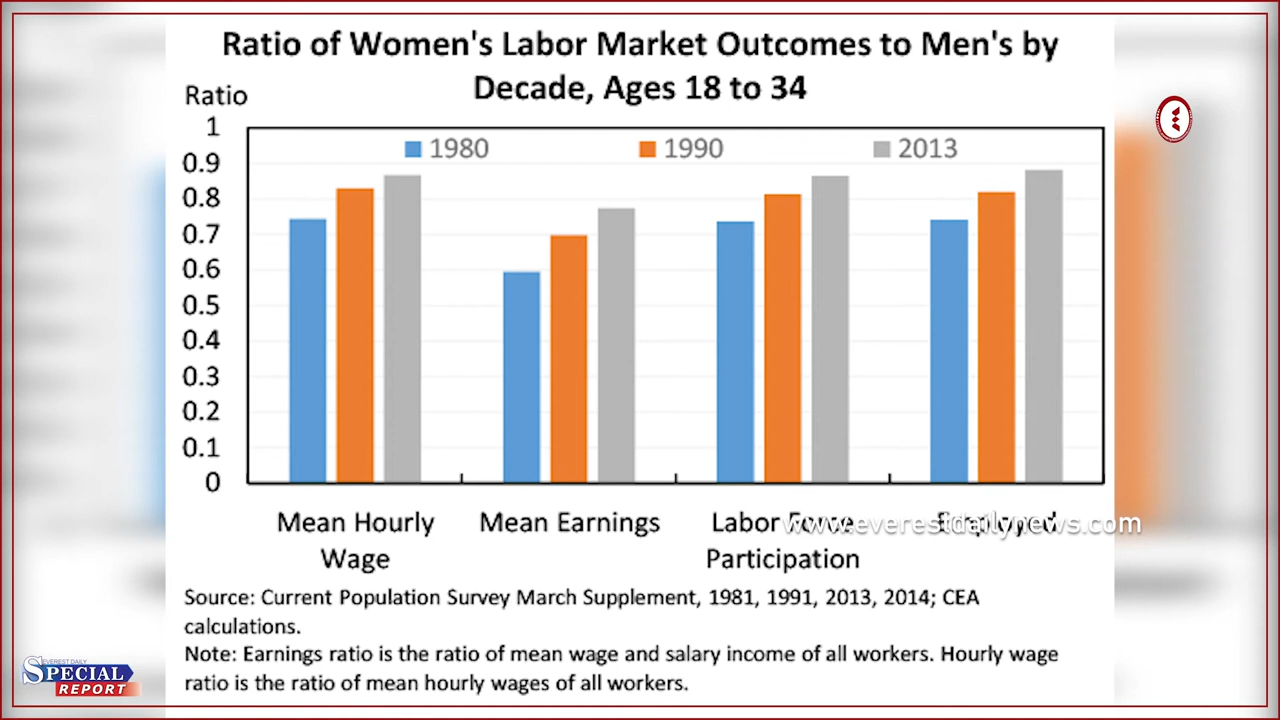 Ratio of Women's Labor Market Outcomes to Men's by
Decade, Ages 18 to 34
Ratio
1
0.9
0.8
0.7
0.6
0.5
0.4
0.3
0.2
0.1
0
1980 1990 2013
Mean Hourly
Wage
Mean Earnings
Labor Force
Participation
Employed
www.everestdailynews.com
Source: Current Population Survey March Supplement, 1981, 1991, 2013, 2014; CEA
calculations.
Note: Earnings ratio is the ratio of mean wage and salary income of all workers. Hourly wage
ratio is the ratio of mean hourly wages of all workers.
EVEREST DAILY
SPECIAL
REPORT